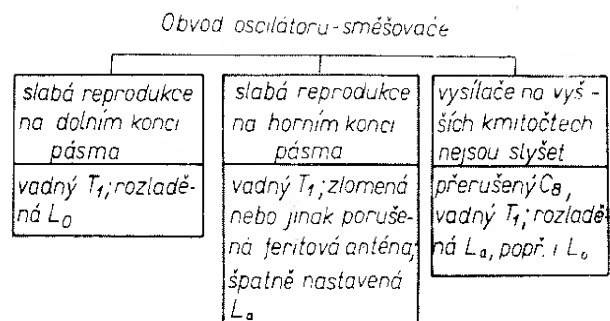 Obvod oscilátoru-směšovače
slabá reprodukce
na dolním konci
pásma
vadný T1; rozladě-
ná L0
slabá reprodukce
na horním konci
pásma
vadný T1; zlomená
nebo jinak poruše-
ná feritová anténa,
špatně nastavená
La
vysílače na vyš-
ších kmitočtech
nejsou slyšet
přerušený C8,
vadný T1; rozladě-
ná La, popř. i Lo